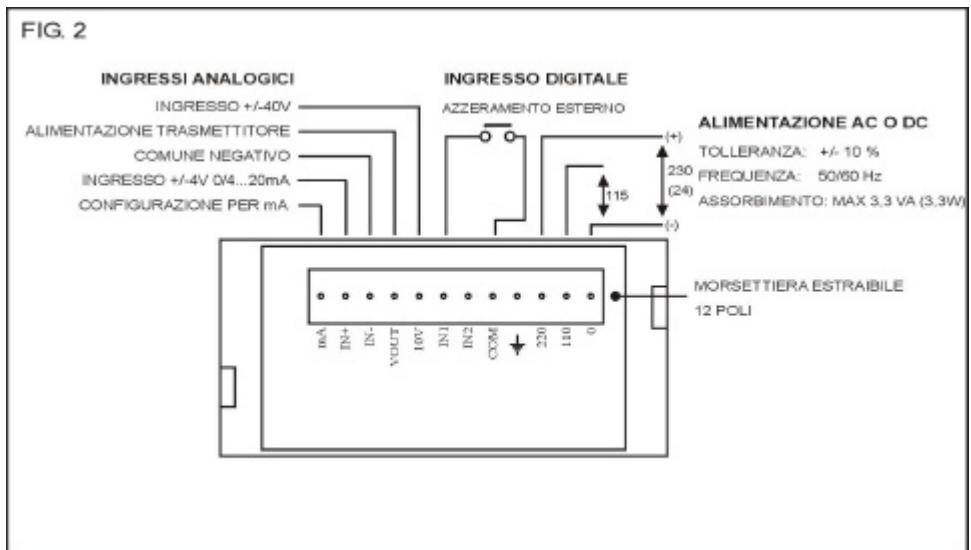 FIG. 2
INGRESSI ANALOGICI
INGRESSO +/-40V
ALIMENTAZIONE TRASMETTITORE
COMUNE NEGATIVO
INGRESSO +/-4V 0/4...20mA
CONFIGURAZIONE PER mA
INGRESSO DIGITALE
AZZERAMENTO ESTERNO
ALIMENTAZIONE AC O DC
TOLLERANZA: +/- 10 %
FREQUENZA: 50/60 Hz
ASSORBIMENTO: MAX 3,3 VA (3,3W)
(+)
230
(24)
115
(-)
MORSETTIERA ESTRAIBILE
12 POLI
mA
IN+
IN-
VOUT
10V
IN1
IN2
COM
220
110
0